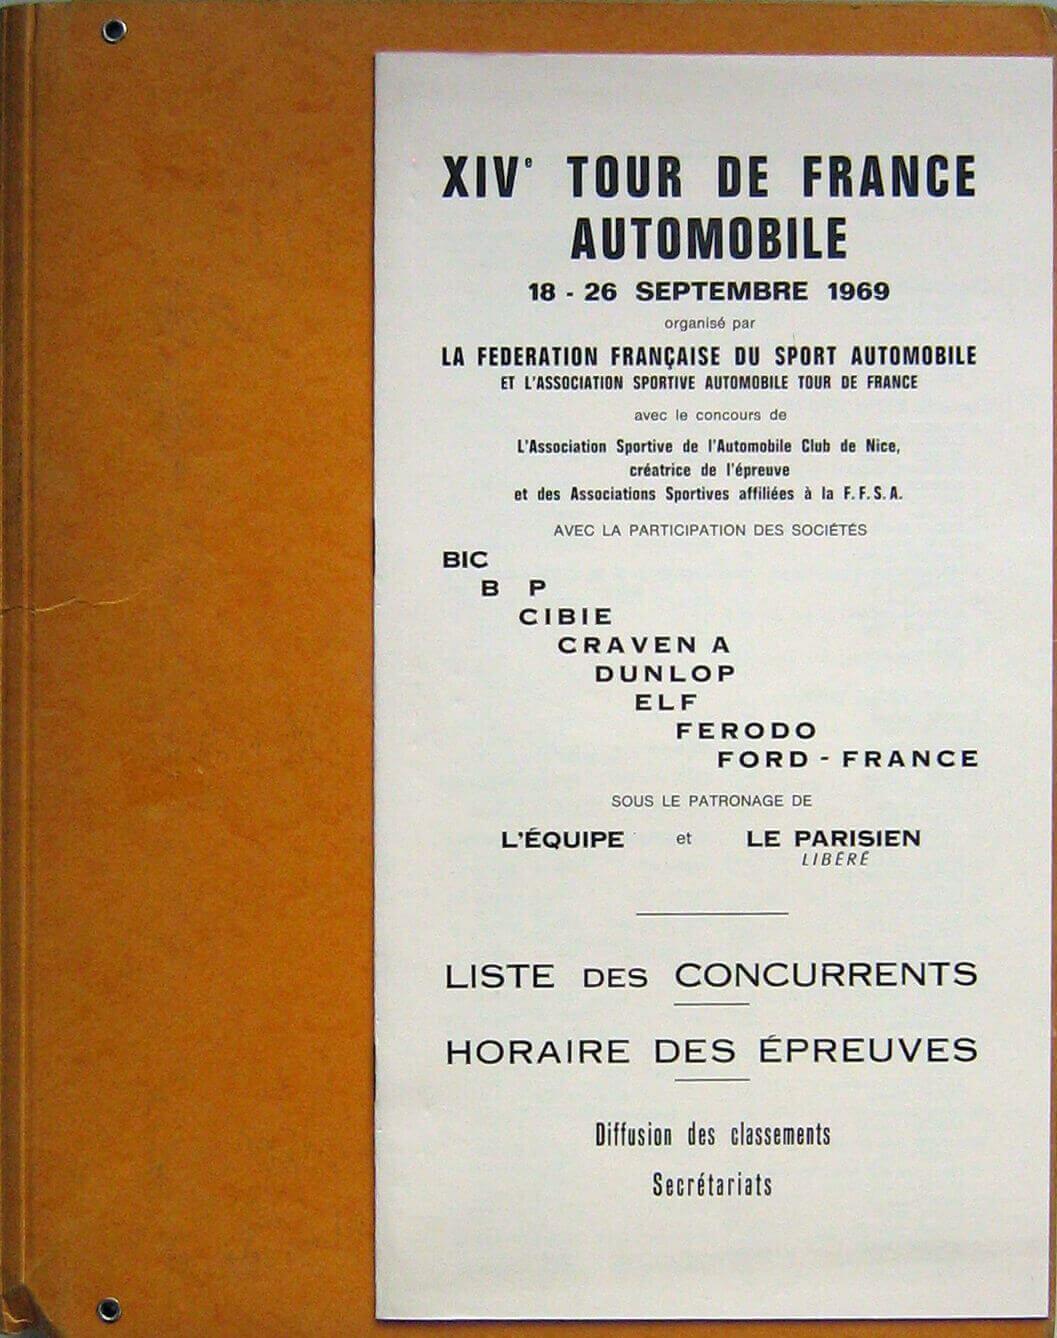 XIVe TOUR DE FRANCE
AUTOMOBILE
18 - 26 SEPTEMBRE 1969
organisé par
LA FEDERATION FRANÇAISE DU SPORT AUTOMOBILE
ET L'ASSOCIATION SPORTIVE AUTOMOBILE TOUR DE FRANCE
avec le concours de
L'Association Sportive de l'Automobile Club de Nice,
créatrice de l'épreuve
et des Associations Sportives affiliées à la F.F.S.A.
AVEC LA PARTICIPATION DES SOCIÉTÉS
BIC
B P
CIBIE
CRAVEN A
DUNLOP
ELF
FERODO
FORD - FRANCE
SOUS LE PATRONAGE DE
L'ÉQUIPE et LE PARISIEN
LIBÉRÉ
LISTE DES CONCURRENTS
HORAIRE DES ÉPREUVES
Diffusion des classements
Secrétariats